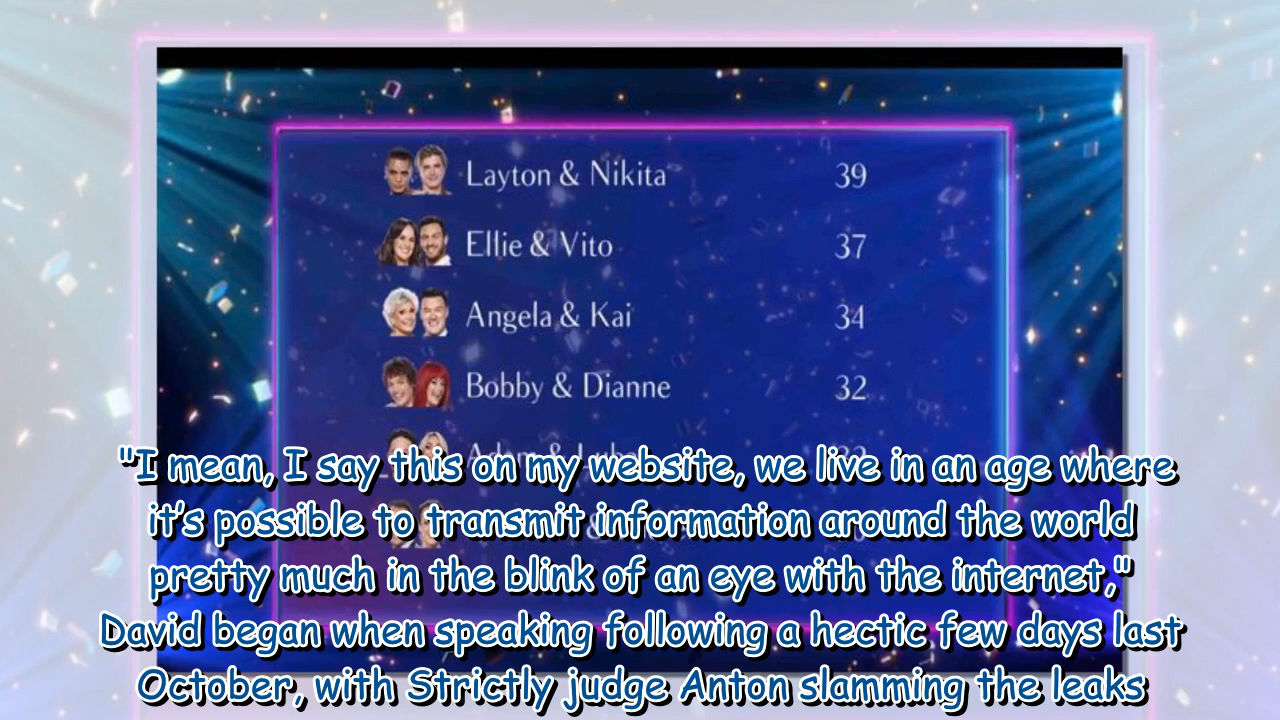 Layton & Nikita 39
Ellie & Vito 37
Angela & Kai 34
Bobby & Dianne 32
"I mean, I say this on my website, we live in an age where
it's possible to transmit information around the world
pretty much in the blink of an eye with the internet,"
David began when speaking following a hectic few days last
October, with Strictly judge Anton slamming the leaks